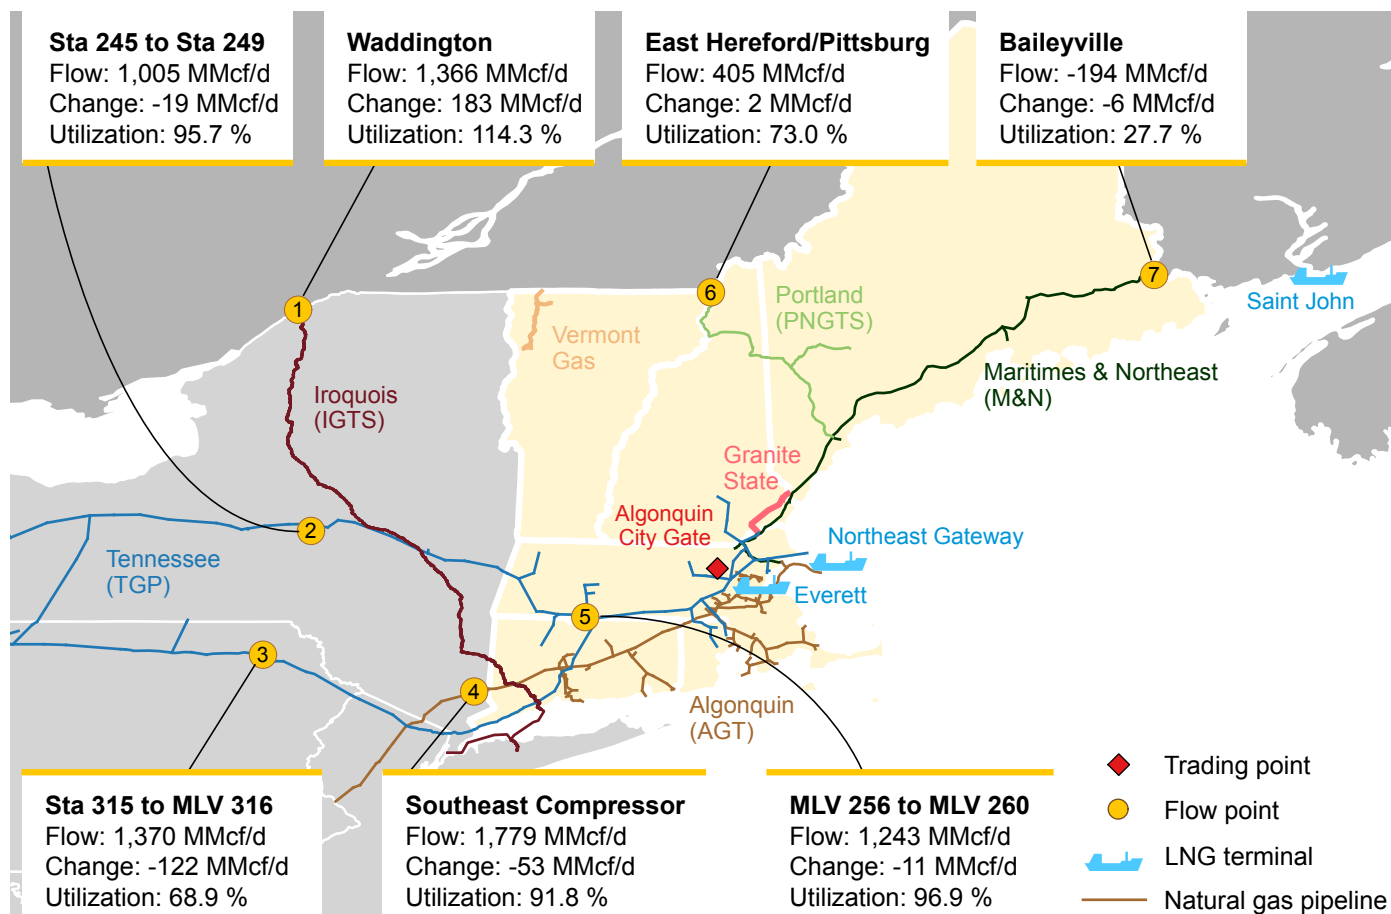 Sta 245 to Sta 249
Flow: 1,005 MMcf/d
Change: -19 MMcf/d
Utilization: 95.7 %
Waddington
Flow: 1,366 MMcf/d
Change: 183 MMcf/d
Utilization: 114.3 %
East Hereford/Pittsburg
Flow: 405 MMcf/d
Change: 2 MMcf/d
Utilization: 73.0 %
Baileyville
Flow: -194 MMcf/d
Change: -6 MMcf/d
Utilization: 27.7 %
1
6
7
Portland
(PNGTS)
Saint John
Vermont
Gas
Maritimes & Northeast
(M&N)
Iroquois
(IGTS)
Granite
State
Algonquin
City Gate
2
Northeast Gateway
Tennessee
(TGP)
Everett
5
3
4
Algonquin
(AGT)
Sta 315 to MLV 316
Flow: 1,370 MMcf/d
Change: -122 MMcf/d
Utilization: 68.9 %
Southeast Compressor
Flow: 1,779 MMcf/d
Change: -53 MMcf/d
Utilization: 91.8 %
MLV 256 to MLV 260
Flow: 1,243 MMcf/d
Change: -11 MMcf/d
Utilization: 96.9 %
Trading point
Flow point
LNG terminal
Natural gas pipeline